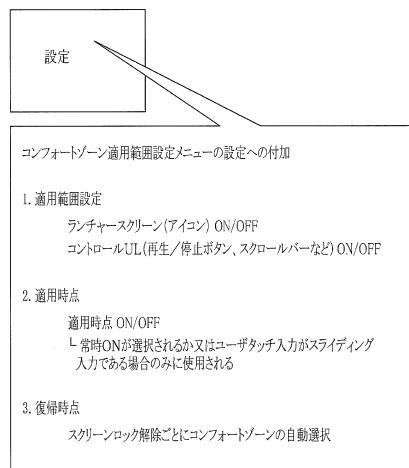 設定
コンフォートゾーン適用範囲設定メニューの設定への付加
1. 適用範囲設定
ランチャースクリーン(アイコン) ON/OFF
コントロールUL(再生/停止ボタン、スクロールバーなど) ON/OFF
2. 適用時点
適用時点 ON/OFF
└ 常時ONが選択されるか又はユーザタッチ入力がスライディング
入力である場合のみに使用される
3. 復帰時点
スクリーンロック解除ごとにコンフォートゾーンの自動選択